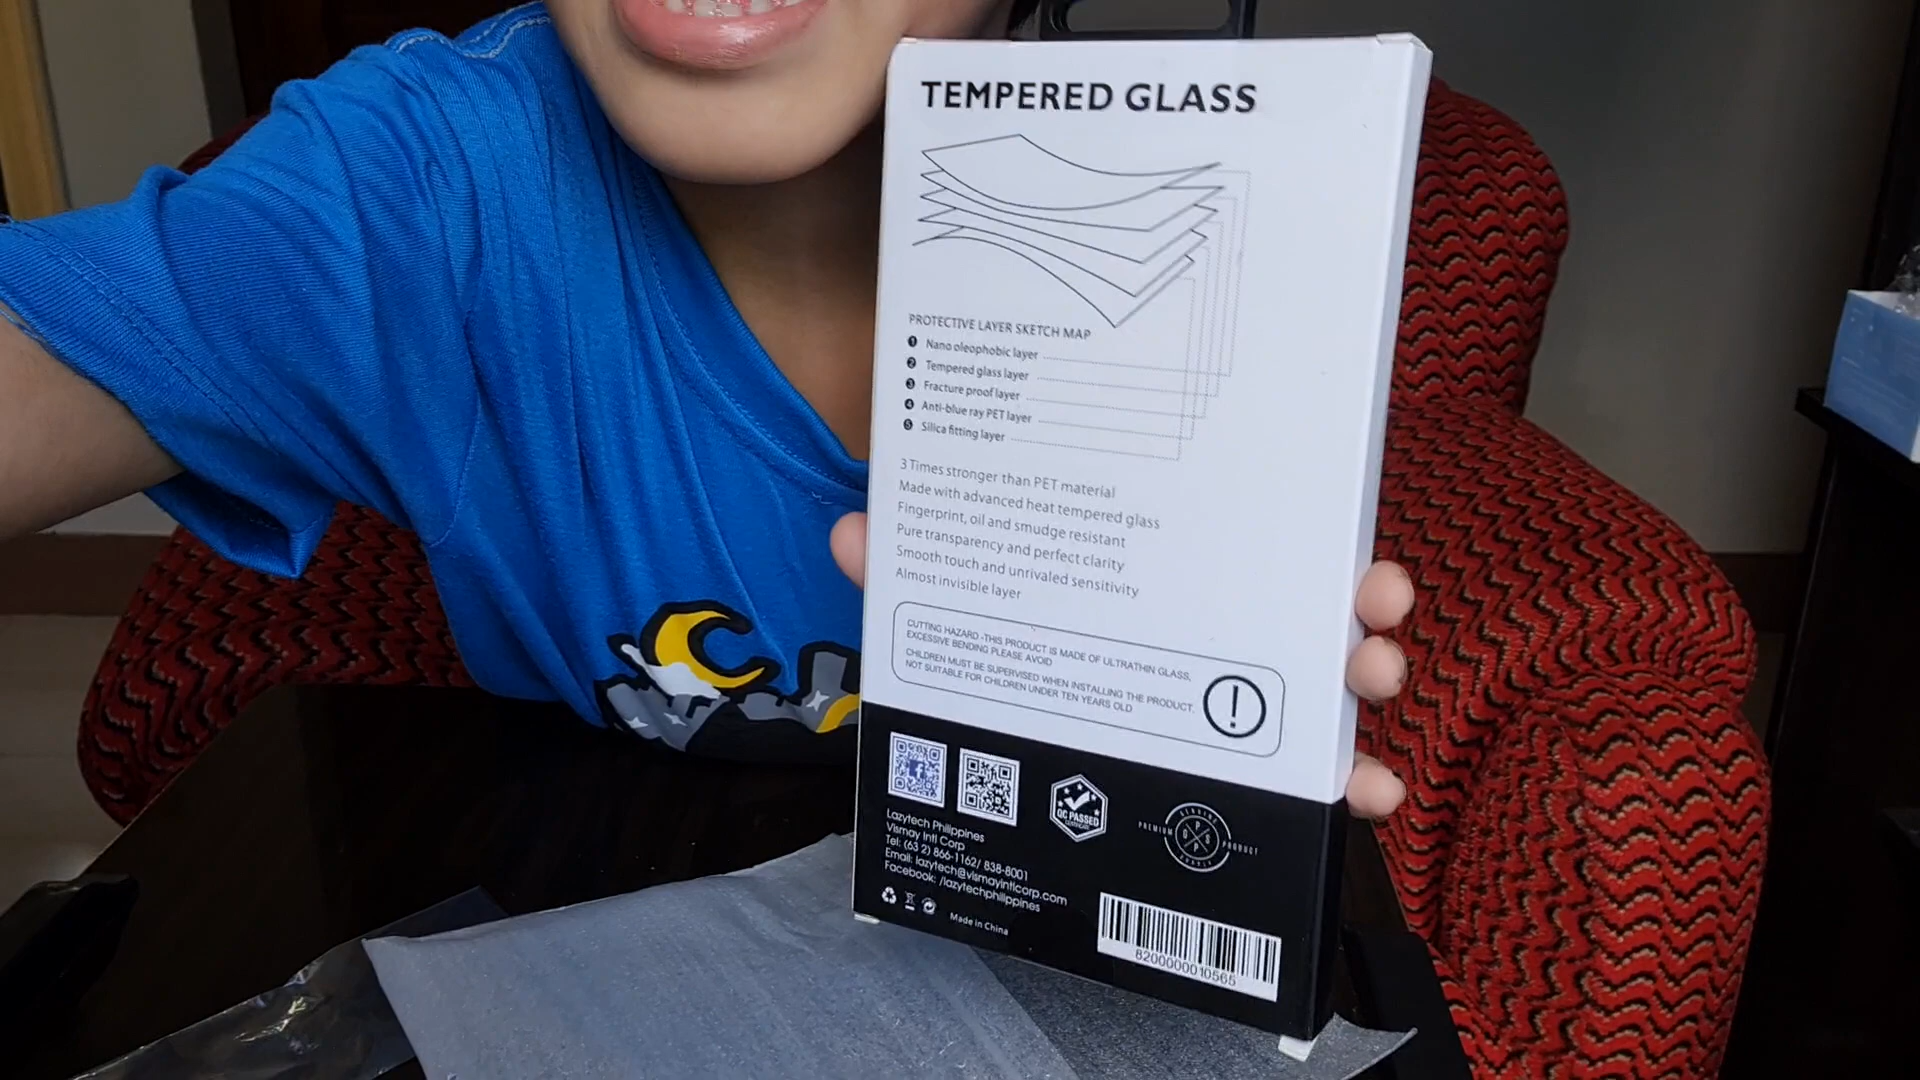 TEMPERED GLASS
PROTECTIVE LAYER SKETCH MAP
1 Nano oleophobic layer
2 Tempered glass layer
3 Fracture proof layer
4 Anti-blue ray PET layer
5 Silica fitting layer
3 Times stronger than PET material
Made with advanced heat tempered glass
Fingerprint, oil and smudge resistant
Pure transparency and perfect clarity
Smooth touch and unrivaled sensitivity
Almost invisible layer
CUTTING HAZARD -THIS PRODUCT IS MADE OF ULTRATHIN GLASS,
EXCESSIVE BENDING PLEASE AVOID
CHILDREN MUST BE SUPERVISED WHEN INSTALLING THE PRODUCT,
NOT SUITABLE FOR CHILDREN UNDER TEN YEARS OLD
!
f
QC PASSED
CERTIFICATE
GENUINE
PREMIUM
PRODUCT
QUALITY
Lazytech Philippines
Vismay Intl Corp
Tel: (63 2) 866-1162/ 838-8001
Email: lazytech@vismayintlcorp.com
Facebook: /lazytechphilippines
Made in China
8200000010565